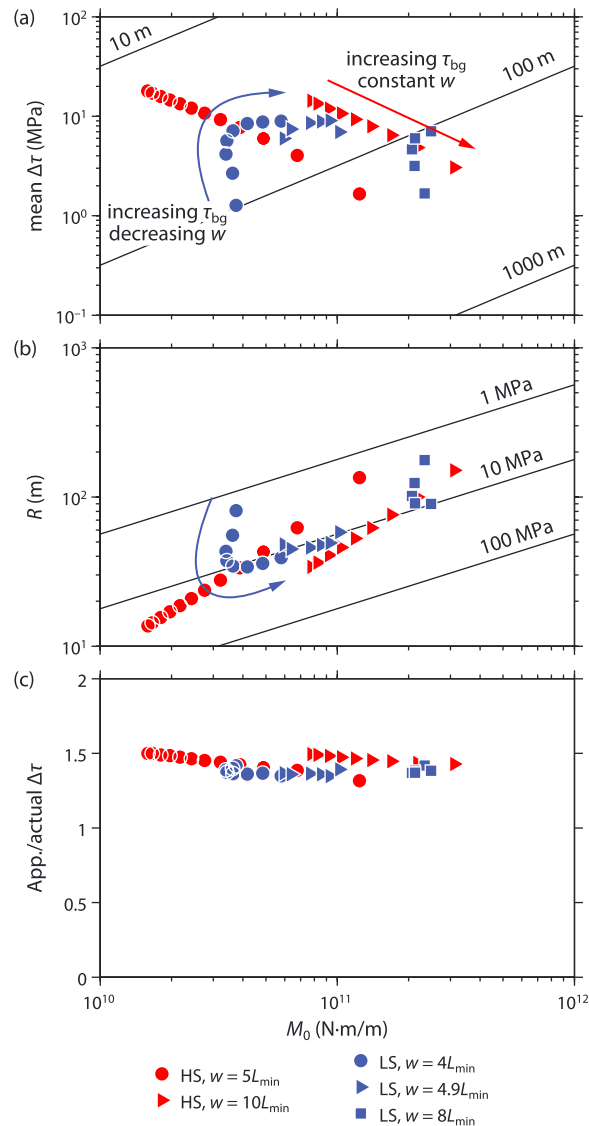 (a)
10²
10 m
increasing τbg
constant w
100 m
mean Δτ (MPa)
10¹
10⁰
increasing τbg
decreasing w
1000 m
10⁻¹
(b)
10³
1 MPa
R (m)
10²
10 MPa
100 MPa
10¹
(c)
2
App./actual Δτ
1.5
1
0.5
0
10¹⁰
10¹¹
10¹²
M₀ (N·m/m)
HS, w = 5Lmin
HS, w = 10Lmin
LS, w = 4Lmin
LS, w = 4.9Lmin
LS, w = 8Lmin